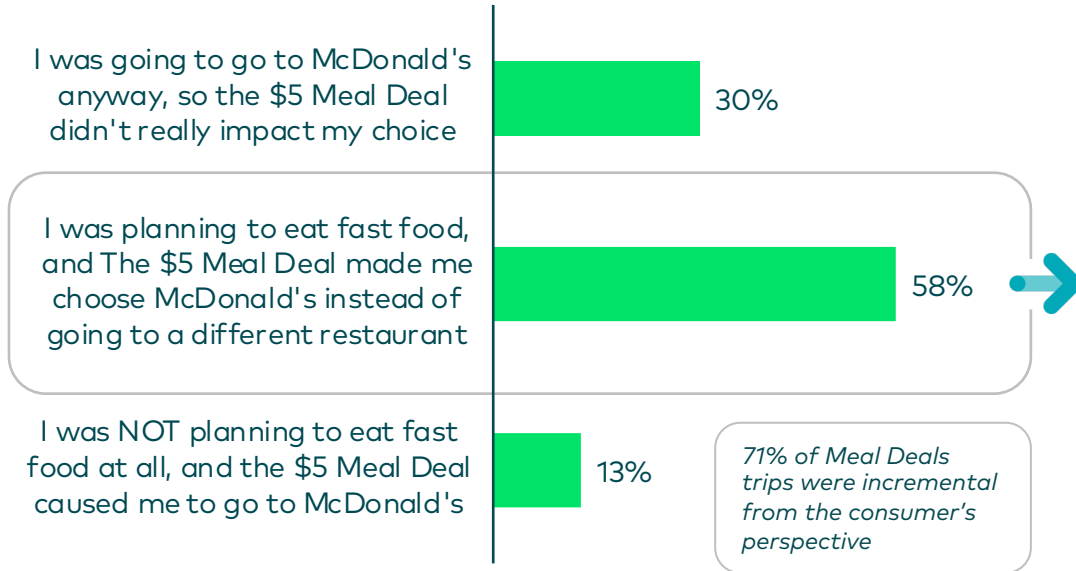 I was going to go to McDonald's
anyway, so the $5 Meal Deal
didn't really impact my choice
30%
I was planning to eat fast food,
and The $5 Meal Deal made me
choose McDonald's instead of
going to a different restaurant
58%
I was NOT planning to eat fast
food at all, and the $5 Meal Deal
caused me to go to McDonald's
13%
71% of Meal Deals
trips were incremental
from the consumer’s
perspective